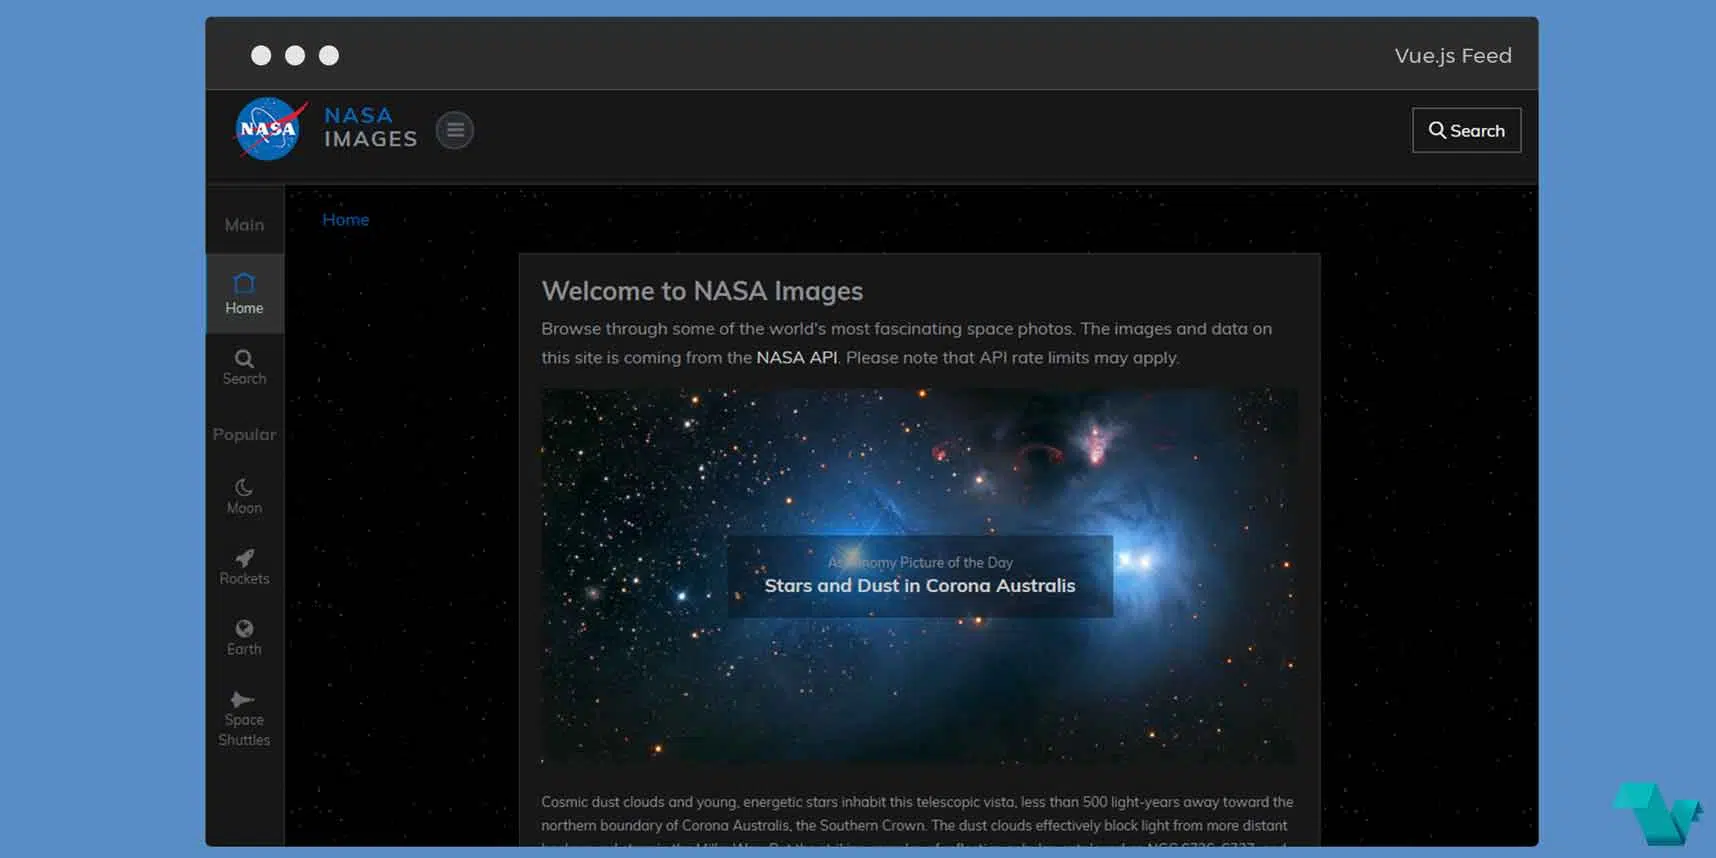 Vue.js Feed
NASA
NASA
IMAGES
Search
Main
Home
Home
Search
Popular
Moon
Rockets
Earth
Space
Shuttles
Welcome to NASA Images
Browse through some of the world's most fascinating space photos. The images and data on
this site is coming from the NASA API. Please note that API rate limits may apply.
Astronomy Picture of the Day
Stars and Dust in Corona Australis
Cosmic dust clouds and young, energetic stars inhabit this telescopic vista, less than 500 light-years away toward the
northern boundary of Corona Australis, the Southern Crown. The dust clouds effectively block light from more distant